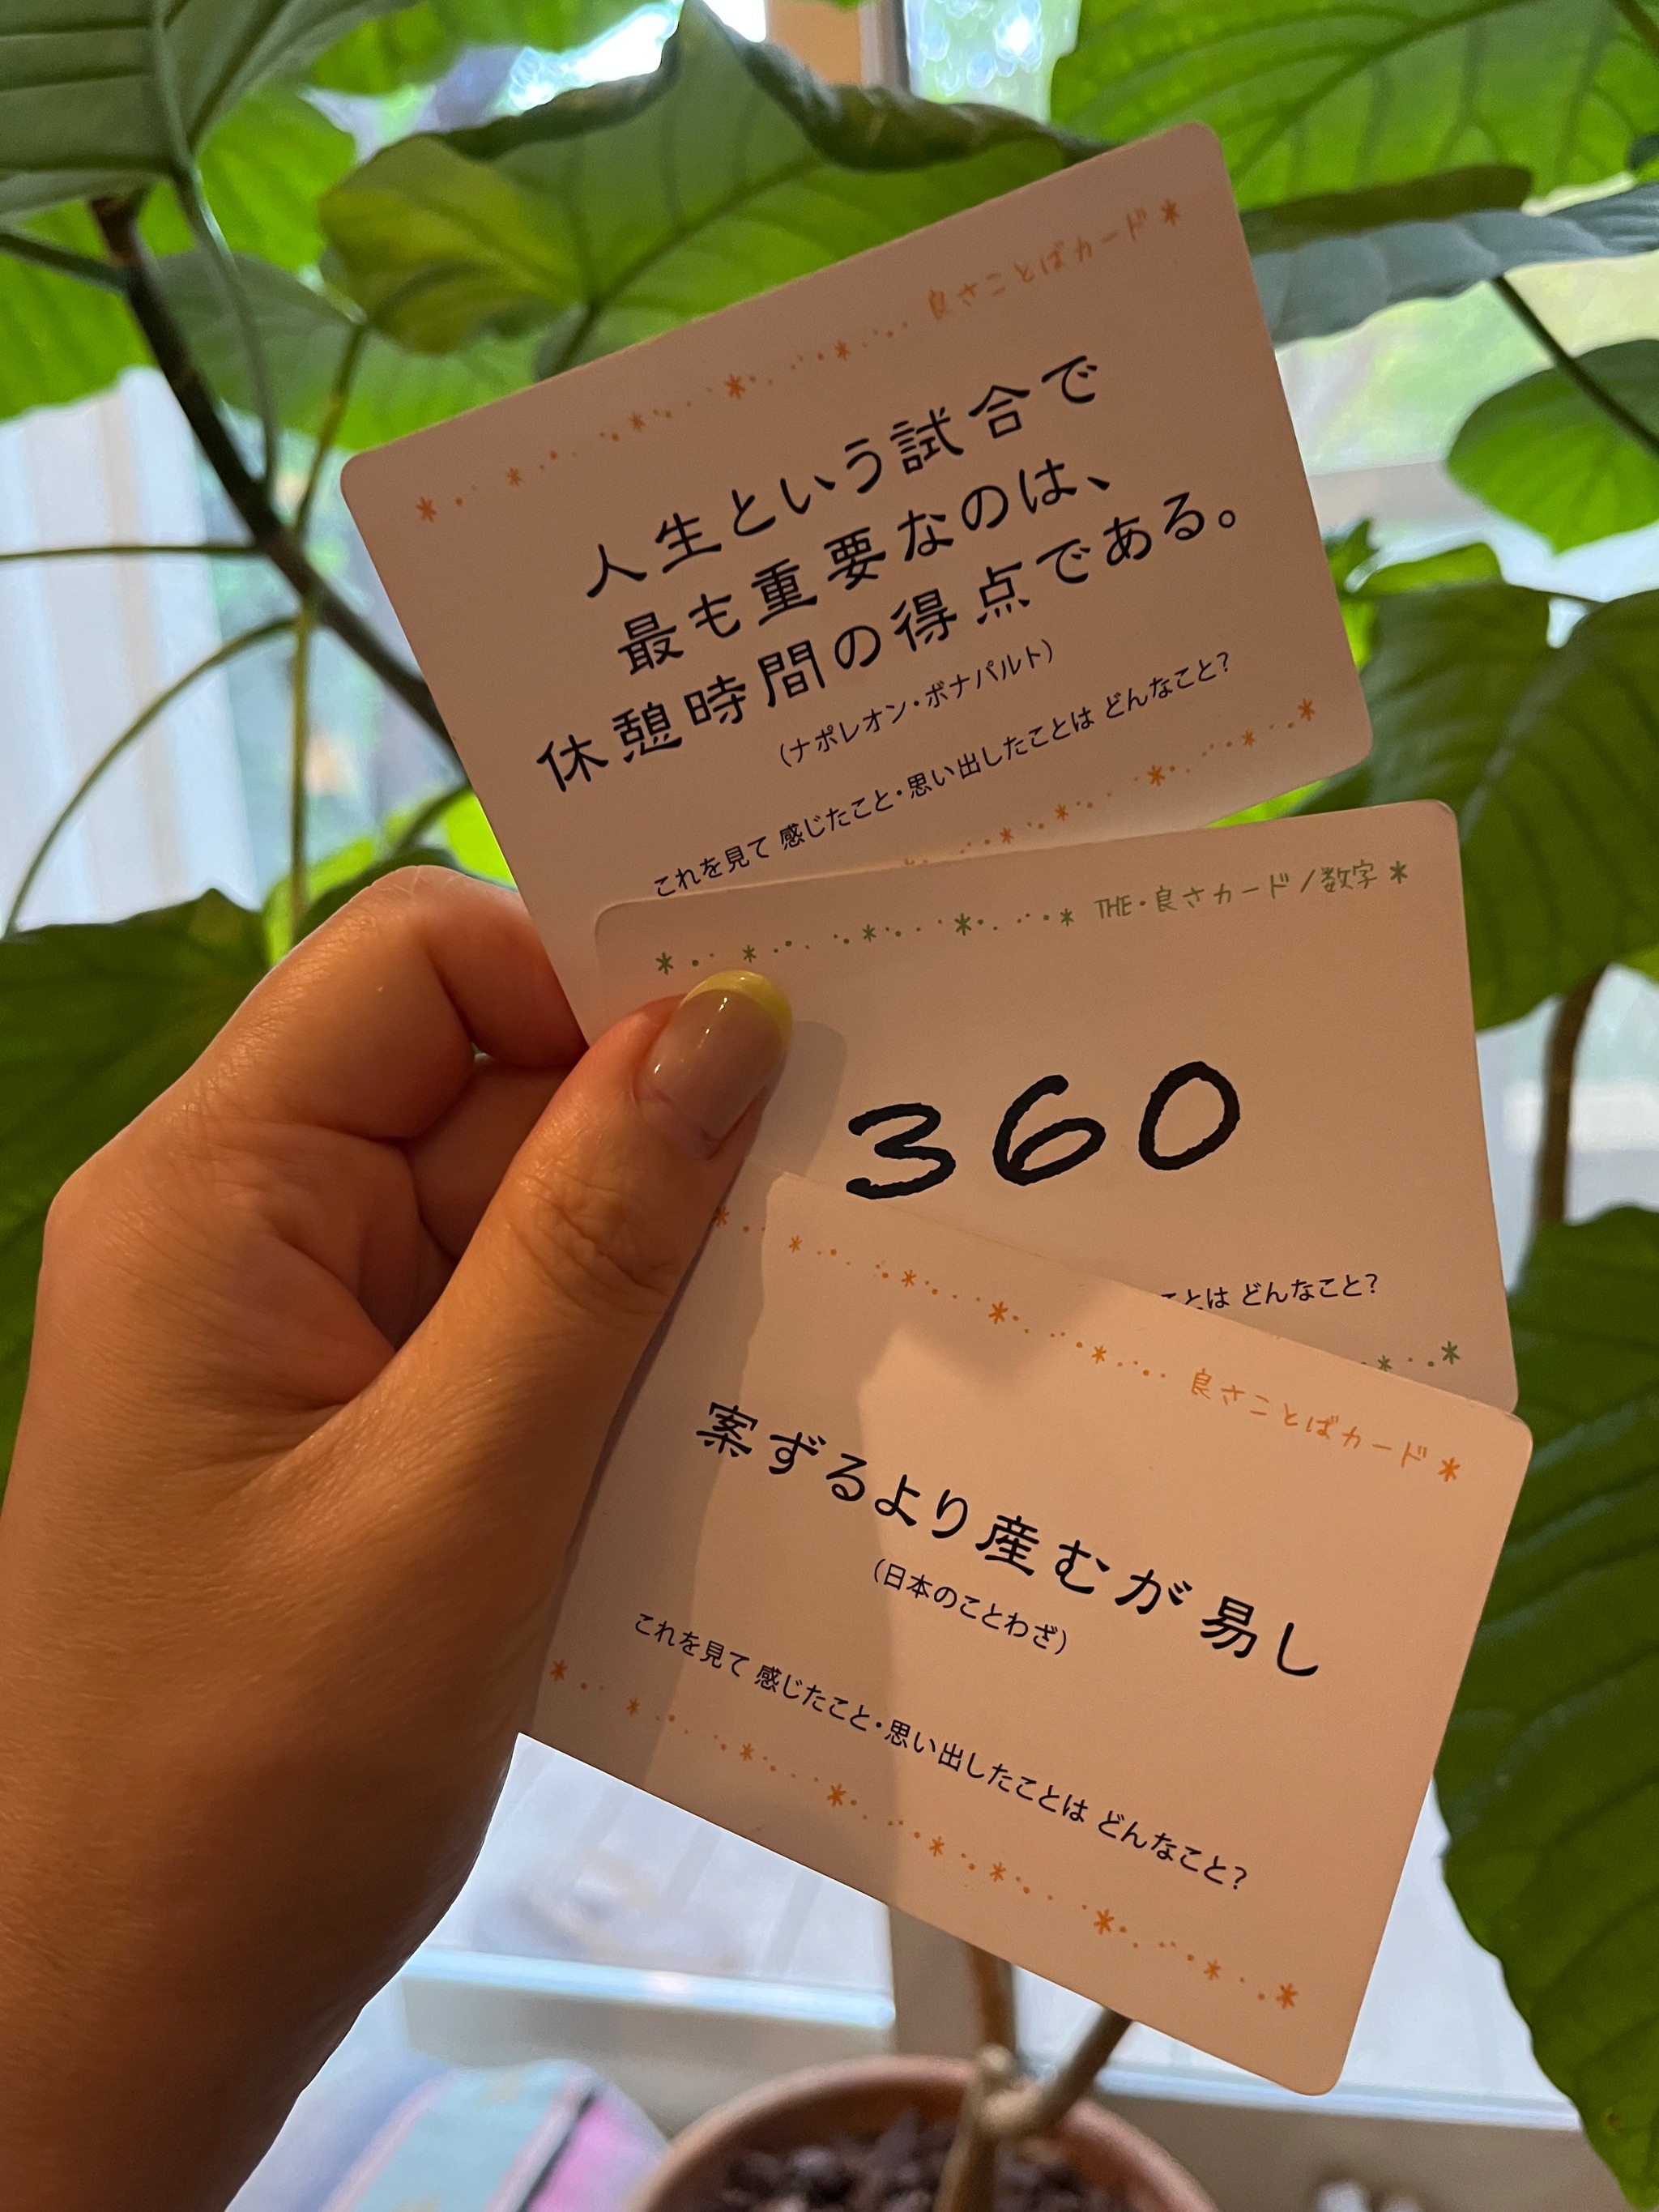 良さことばカード
人生という試合で
最も重要なのは、
休憩時間の得点である。
（ナポレオン・ボナパルト）
これを見て 感じたこと・思い出したことは どんなこと？
THE・良さカード／数字
360
ことは どんなこと？
良さことばカード
案ずるより産むが易し
（日本のことわざ）
これを見て 感じたこと・思い出したことは どんなこと？